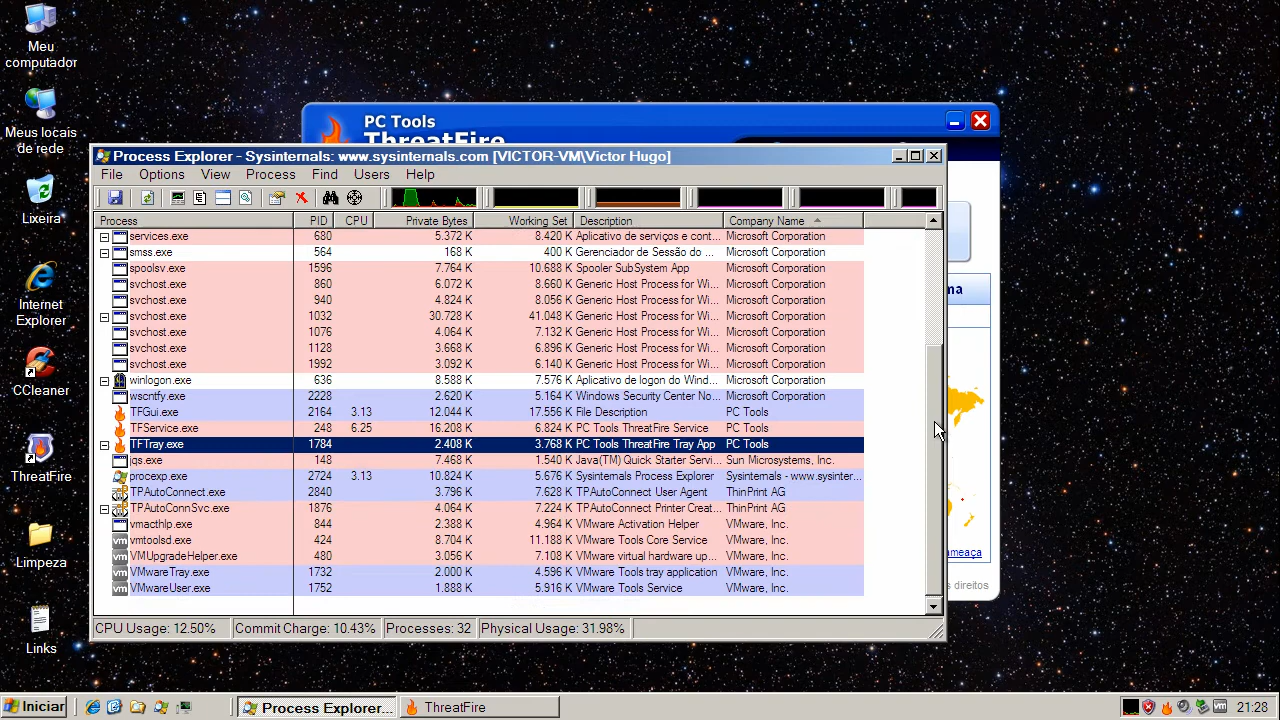 Meu
computador
Meus locais
de rede
Lixeira
Internet
Explorer
CCleaner
ThreatFire
Limpeza
Links
PC Tools
ThreatFire
Process Explorer - Sysinternals: www.sysinternals.com [VICTOR-VM\Victor Hugo]
File Options View Process Find Users Help
Process PID CPU Private Bytes Working Set Description Company Name
services.exe 680 5.372 K 8.420 K Aplicativo de serviços e cont... Microsoft Corporation
smss.exe 564 168 K 400 K Gerenciador de Sessão do ... Microsoft Corporation
spoolsv.exe 1596 7.764 K 10.688 K Spooler SubSystem App Microsoft Corporation
svchost.exe 860 6.072 K 8.660 K Generic Host Process for Wi... Microsoft Corporation
svchost.exe 940 4.824 K 8.056 K Generic Host Process for Wi... Microsoft Corporation
svchost.exe 1032 30.728 K 41.048 K Generic Host Process for Wi... Microsoft Corporation
svchost.exe 1076 4.064 K 7.132 K Generic Host Process for Wi... Microsoft Corporation
svchost.exe 1128 3.668 K 6.896 K Generic Host Process for Wi... Microsoft Corporation
svchost.exe 1992 3.092 K 6.140 K Generic Host Process for Wi... Microsoft Corporation
winlogon.exe 636 8.588 K 7.576 K Aplicativo de logon do Wind... Microsoft Corporation
wscntfy.exe 2228 2.620 K 5.164 K Windows Security Center No... Microsoft Corporation
TFGui.exe 2164 3.13 12.044 K 17.556 K File Description PC Tools
TFService.exe 248 6.25 16.208 K 6.824 K PC Tools ThreatFire Service PC Tools
TFTray.exe 1784 2.408 K 3.768 K PC Tools ThreatFire Tray App PC Tools
jqs.exe 148 7.468 K 1.540 K Java(TM) Quick Starter Servi... Sun Microsystems, Inc.
procexp.exe 2724 3.13 10.824 K 5.676 K Sysinternals Process Explorer Sysinternals - www.sysinter...
TPAutoConnect.exe 2840 3.796 K 7.628 K TPAutoConnect User Agent ThinPrint AG
TPAutoConnSvc.exe 1876 4.064 K 7.224 K TPAutoConnect Printer Creat... ThinPrint AG
vmacthlp.exe 844 2.388 K 4.904 K VMware Activation Helper VMware, Inc.
vmtoolsd.exe 424 8.704 K 11.188 K VMware Tools Core Service VMware, Inc.
VMUpgradeHelper.exe 480 3.056 K 7.108 K VMware virtual hardware up... VMware, Inc.
VMwareTray.exe 1732 2.000 K 4.596 K VMware Tools tray application VMware, Inc.
VMwareUser.exe 1752 1.888 K 5.916 K VMware Tools Service VMware, Inc.
CPU Usage: 12.50% Commit Charge: 10.43% Processes: 32 Physical Usage: 31.98%
ma
ameaça
s direitos
Iniciar Process Explorer... ThreatFire 21:28